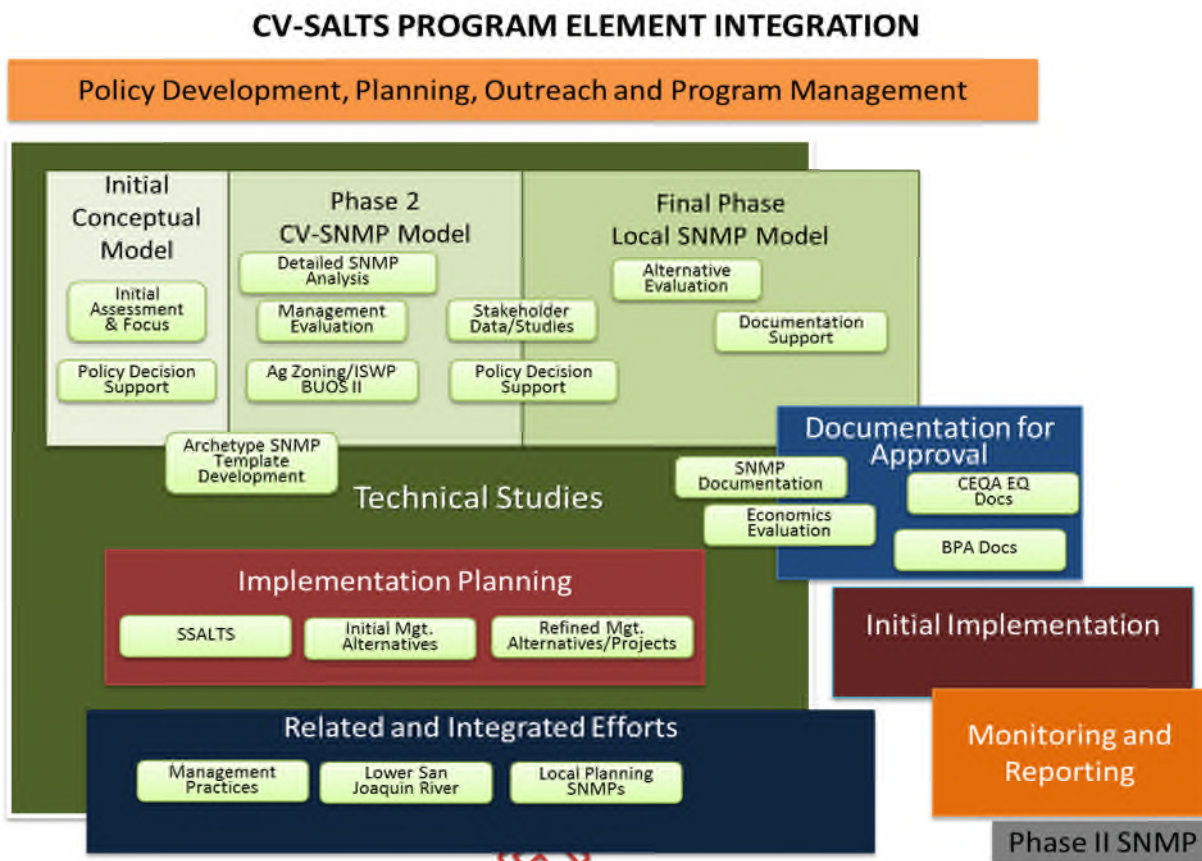 CV-SALTS PROGRAM ELEMENT INTEGRATION
Policy Development, Planning, Outreach and Program Management
Initial
Conceptual
Model
Initial
Assessment
& Focus
Policy Decision
Support
Phase 2
CV-SNMP Model
Detailed SNMP
Analysis
Management
Evaluation
Ag Zoning/ISWP
BUOS II
Stakeholder
Data/Studies
Policy Decision
Support
Final Phase
Local SNMP Model
Alternative
Evaluation
Documentation
Support
Archetype SNMP
Template
Development
Technical Studies
Documentation for
Approval
SNMP
Documentation
Economics
Evaluation
CEQA EQ
Docs
BPA Docs
Implementation Planning
SSALTS
Initial Mgt.
Alternatives
Refined Mgt.
Alternatives/Projects
Initial Implementation
Related and Integrated Efforts
Management
Practices
Lower San
Joaquin River
Local Planning
SNMPs
Monitoring and
Reporting
Phase II SNMP